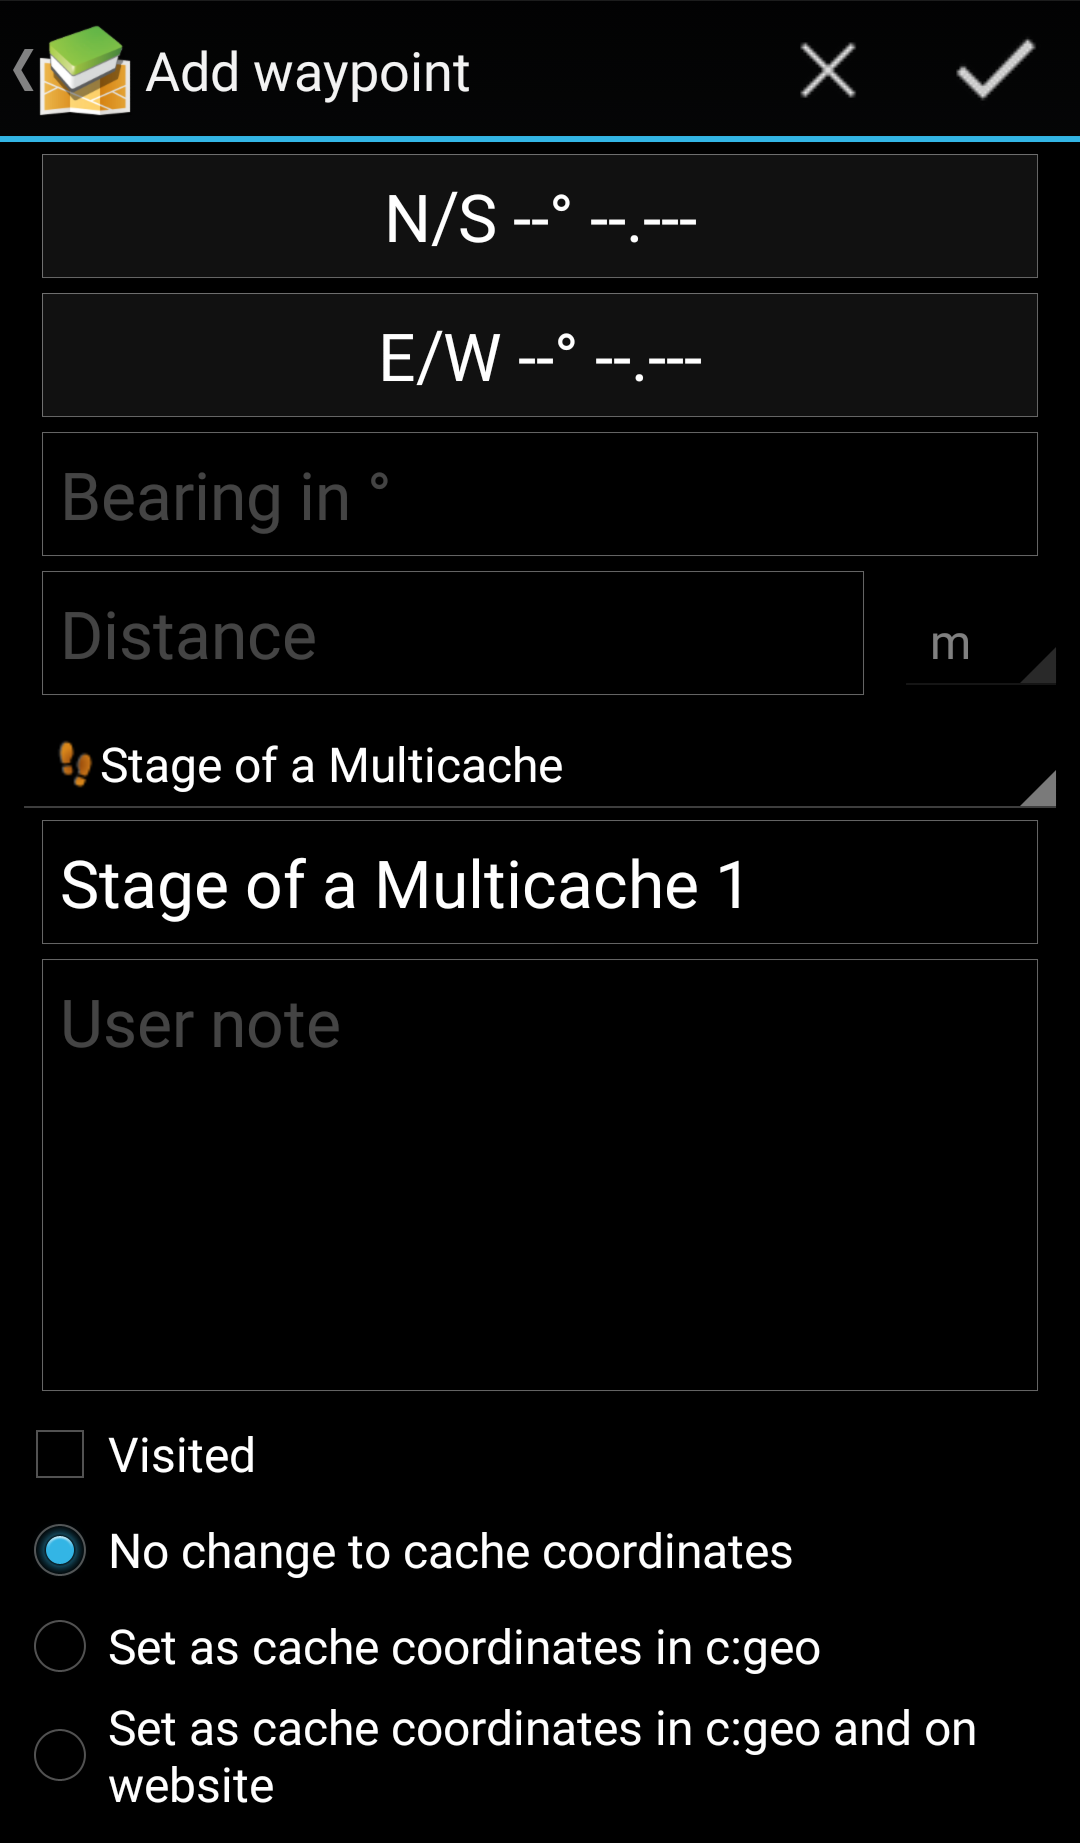 Add waypoint
N/S --° --.---
E/W --° --.---
Bearing in °
Distance
m
Stage of a Multicache
Stage of a Multicache 1
User note
Visited
No change to cache coordinates
Set as cache coordinates in c:geo
Set as cache coordinates in c:geo and on
website